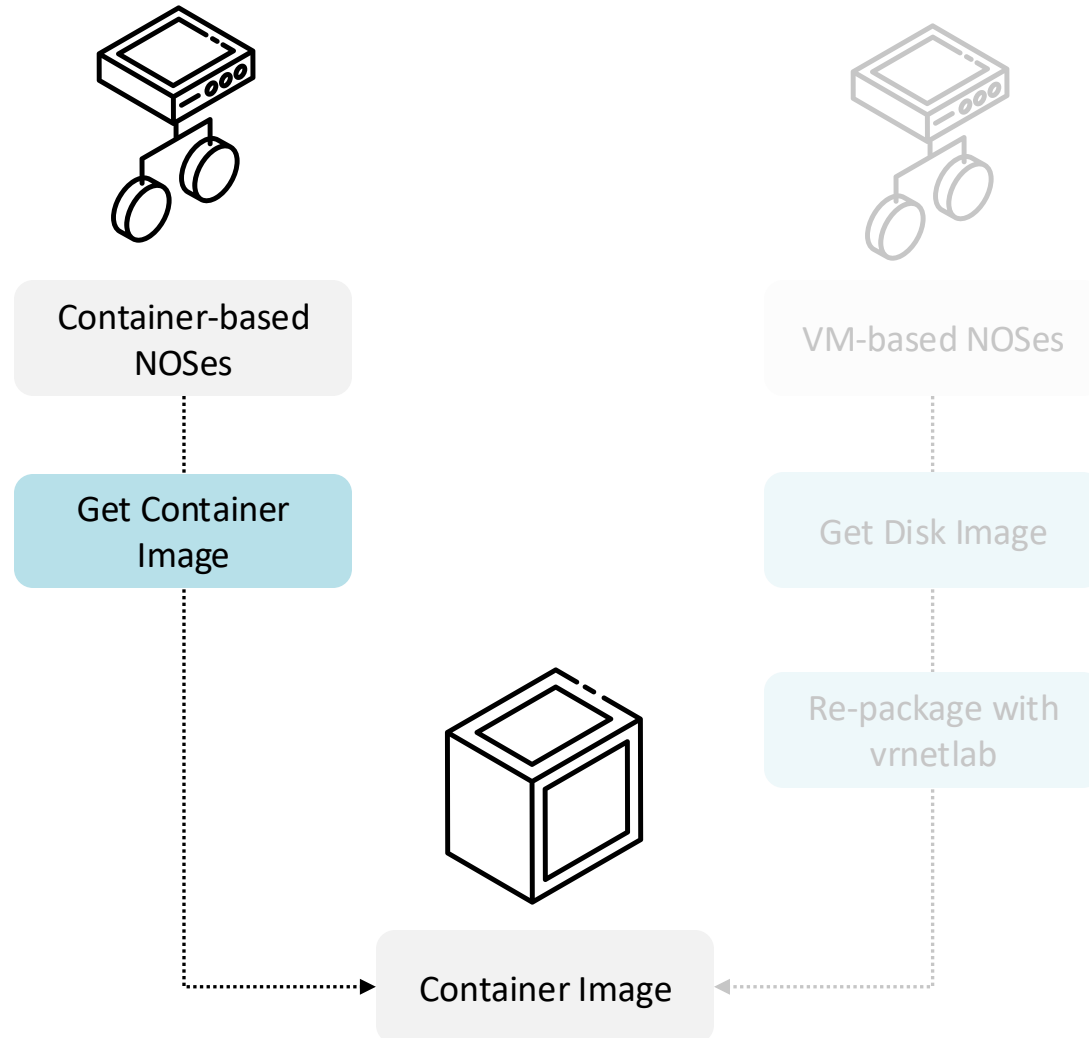 Container-based
NOSes
Get Container
Image
VM-based NOSes
Get Disk Image
Re-package with
vrnetlab
Container Image